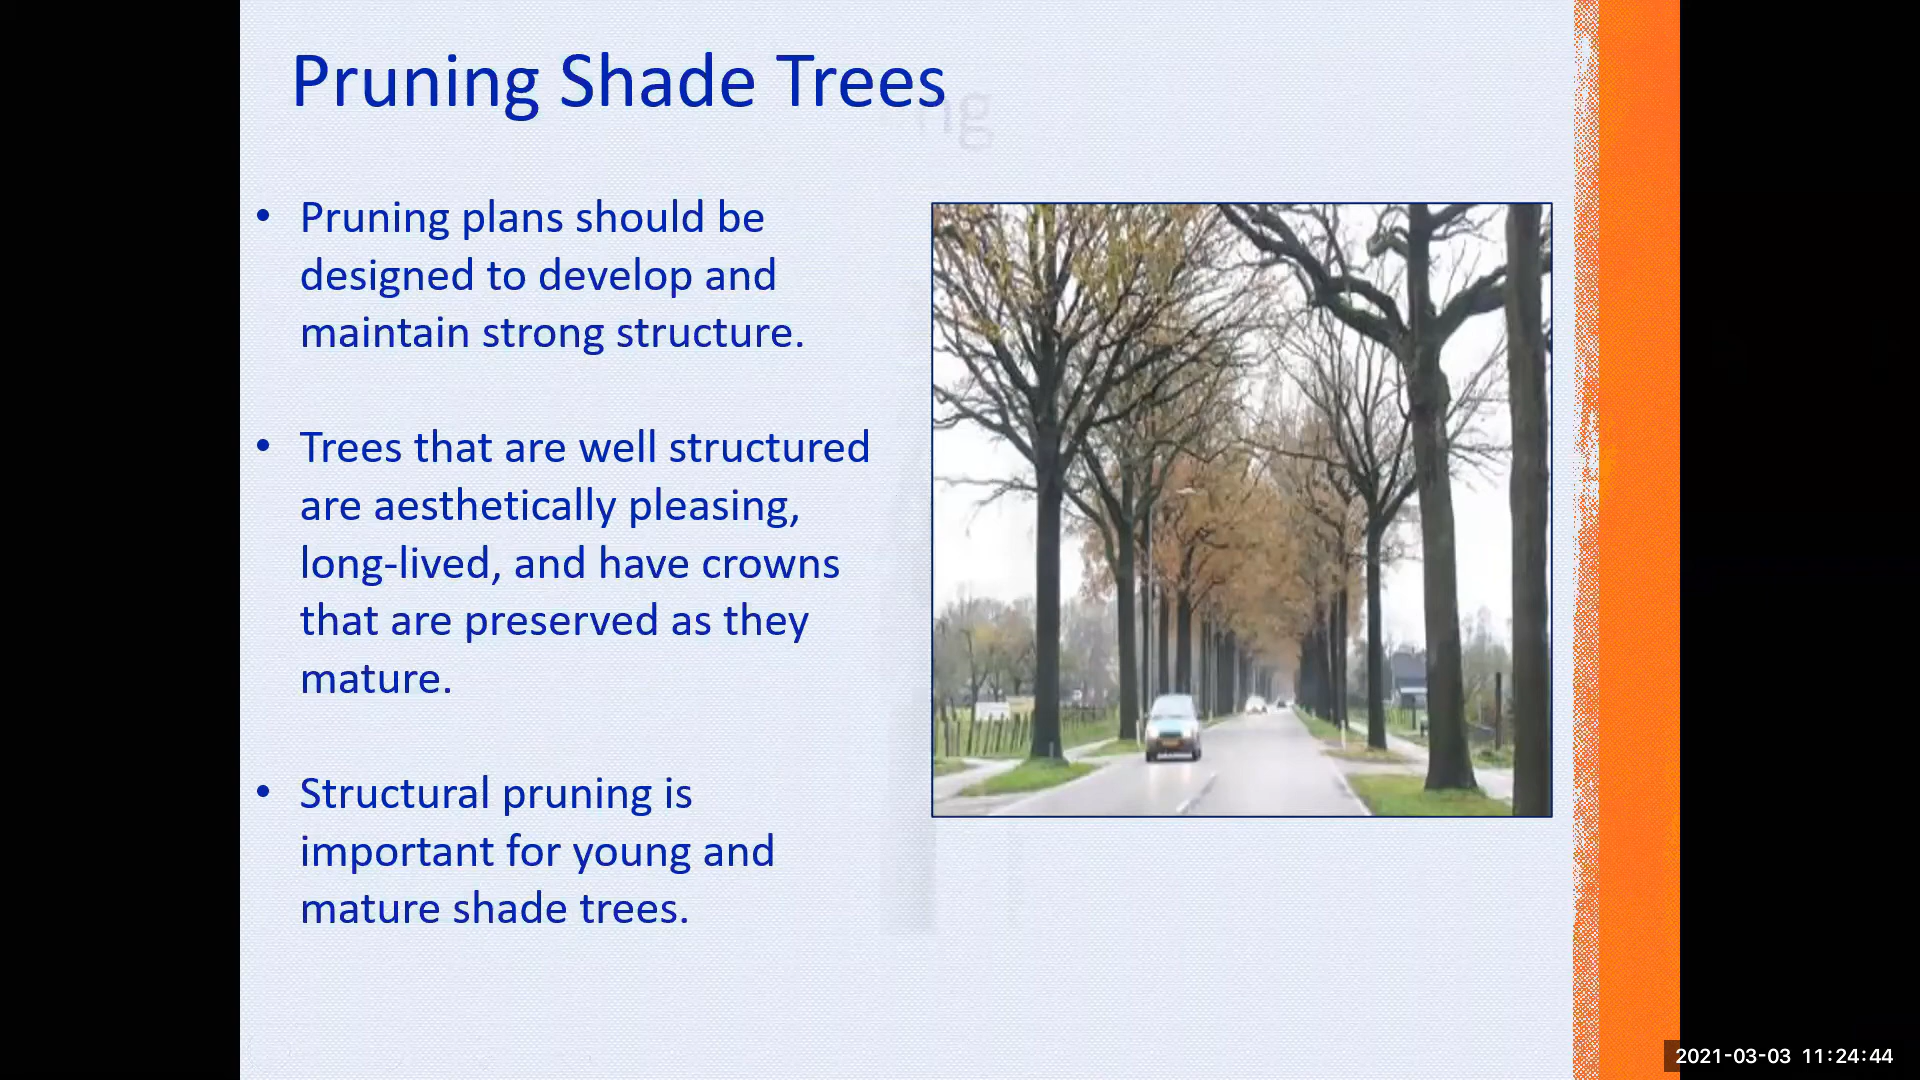 Pruning Shade Trees
• Pruning plans should be
designed to develop and
maintain strong structure.
• Trees that are well structured
are aesthetically pleasing,
long-lived, and have crowns
that are preserved as they
mature.
• Structural pruning is
important for young and
mature shade trees.
2021-03-03 11:24:44